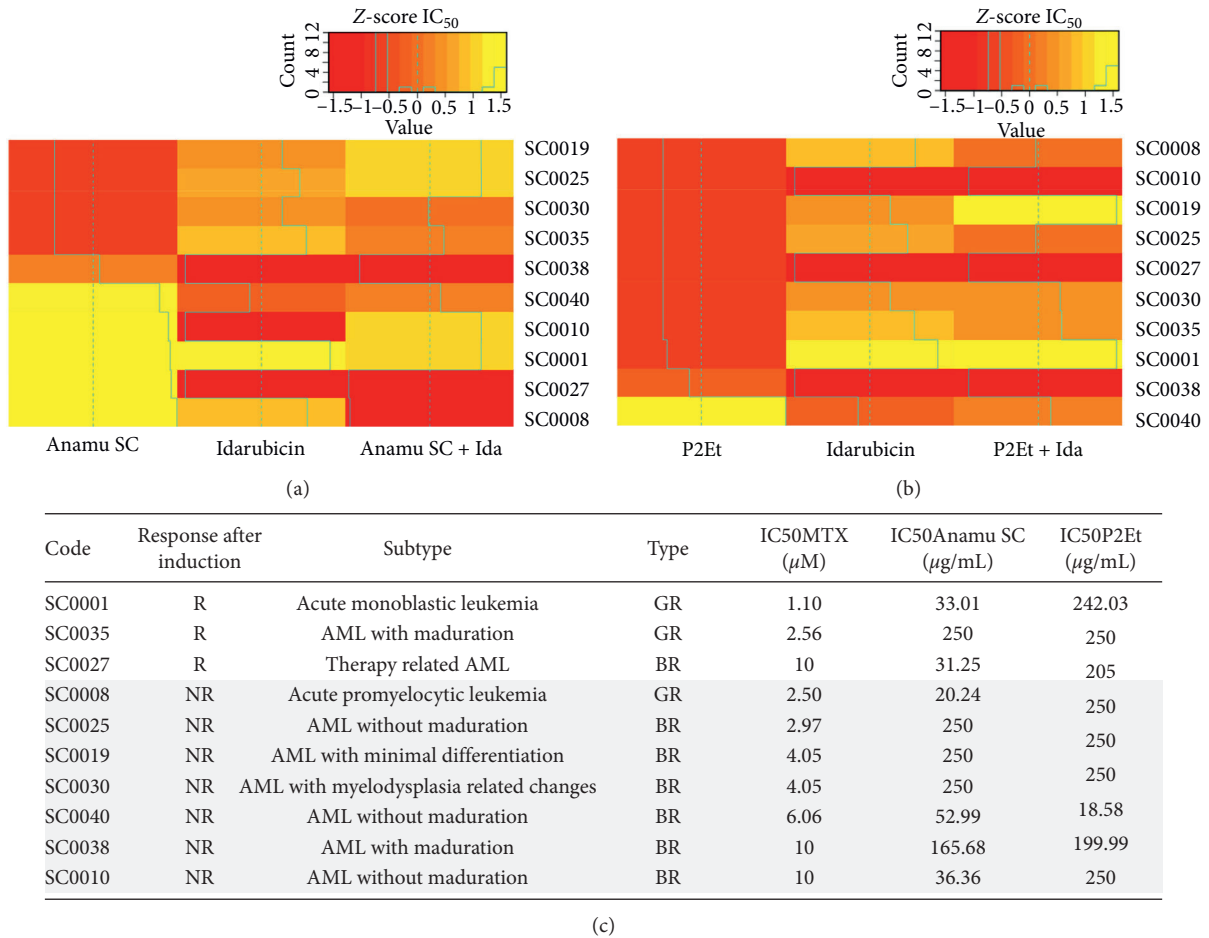 Z-score IC50
Count
0 4 8 12
−1.5 −1 −0.5 0 0.5 1 1.5
Value
SC0019
SC0025
SC0030
SC0035
SC0038
SC0040
SC0010
SC0001
SC0027
SC0008
Anamu SC Idarubicin Anamu SC + Ida
(a)
Z-score IC50
Count
0 4 8 12
−1.5 −1 −0.5 0 0.5 1 1.5
Value
SC0008
SC0010
SC0019
SC0025
SC0027
SC0030
SC0035
SC0001
SC0038
SC0040
P2Et Idarubicin P2Et + Ida
(b)
Code Response after induction Subtype Type IC50MTX (μM) IC50Anamu SC (μg/mL) IC50P2Et (μg/mL)
SC0001 R Acute monoblastic leukemia GR 1.10 33.01 242.03
SC0035 R AML with maduration GR 2.56 250 250
SC0027 R Therapy related AML BR 10 31.25 205
SC0008 NR Acute promyelocytic leukemia GR 2.50 20.24 250
SC0025 NR AML without maduration BR 2.97 250 250
SC0019 NR AML with minimal differentiation BR 4.05 250 250
SC0030 NR AML with myelodysplasia related changes BR 4.05 250
SC0040 NR AML without maduration BR 6.06 52.99 18.58
SC0038 NR AML with maduration BR 10 165.68 199.99
SC0010 NR AML without maduration BR 10 36.36 250
(c)